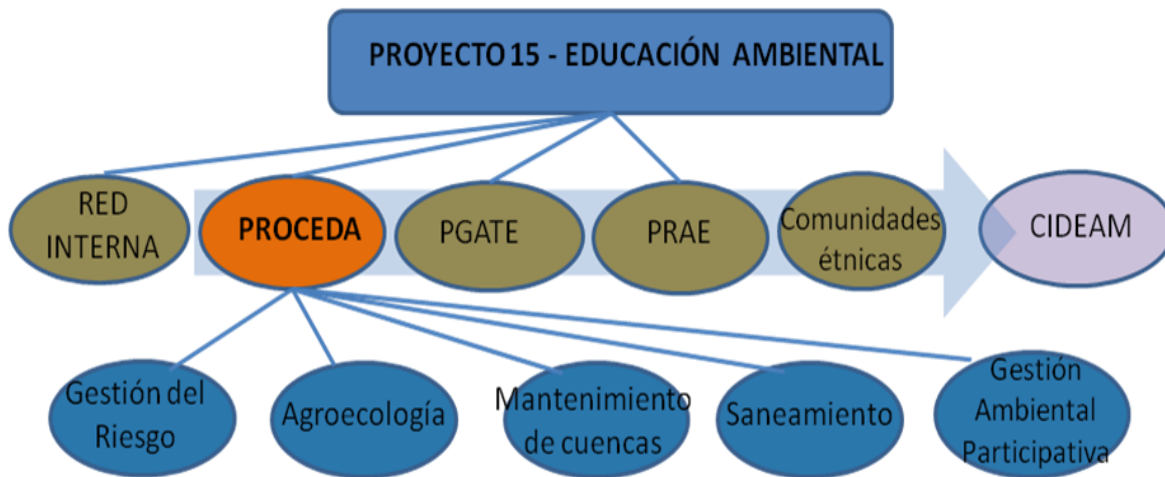 PROYECTO 15 - EDUCACIÓN AMBIENTAL
RED
INTERNA
PROCEDA
PGATE
PRAE
Comunidades
étnicas
CIDEAM
Gestión del
Riesgo
Agroecología
Mantenimiento
de cuencas
Saneamiento
Gestión
Ambiental
Participativa